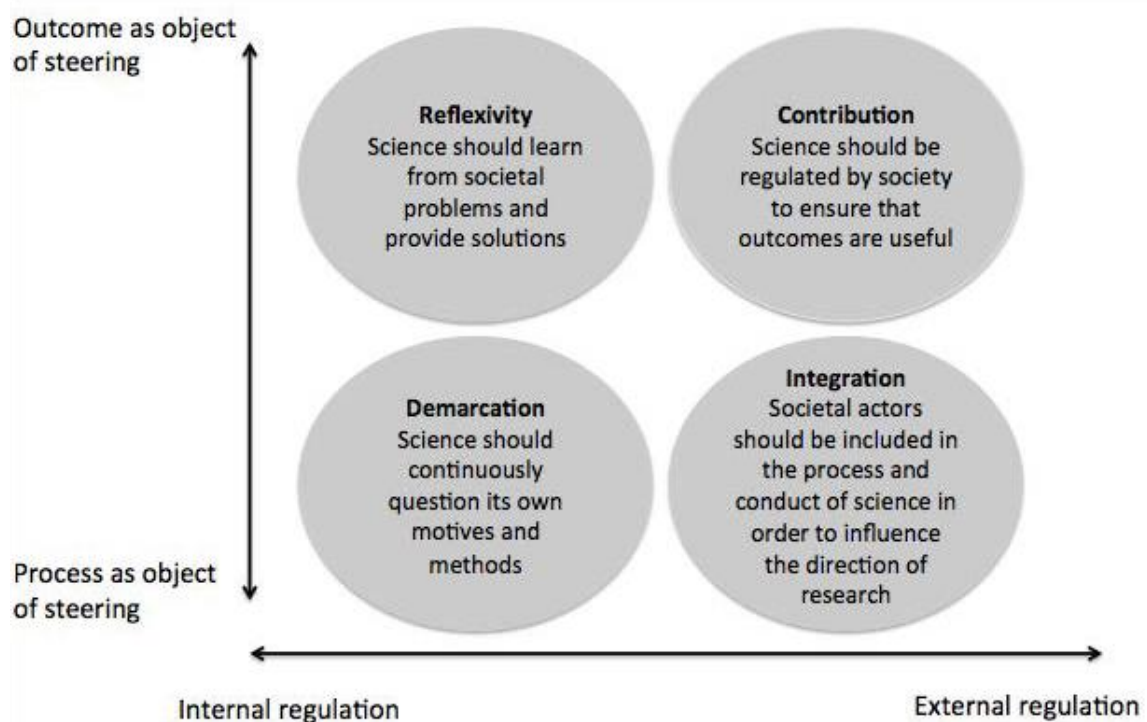 Outcome as object
of steering
Reflexivity
Science should learn
from societal
problems and
provide solutions
Contribution
Science should be
regulated by society
to ensure that
outcomes are useful
Demarcation
Science should
continuously
question its own
motives and
methods
Integration
Societal actors
should be included in
the process and
conduct of science in
order to influence
the direction of
research
Process as object
of steering
Internal regulation
External regulation